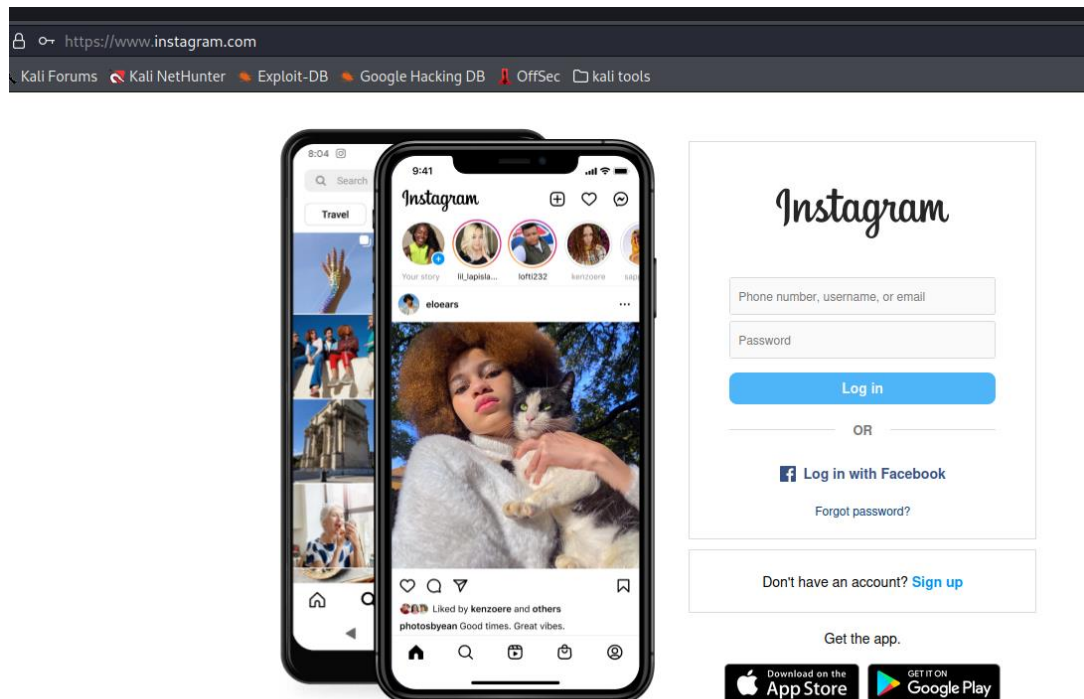 https://www.instagram.com
Kali Forums Kali NetHunter Exploit-DB Google Hacking DB OffSec kali tools
8:04
Search
Travel
9:41
Instagram
Your story lil_lapisla... lofti232 kenzoere sap
eloears
Liked by kenzoere and others
photosbyean Good times. Great vibes.
Instagram
Phone number, username, or email
Password
Log in
OR
Log in with Facebook
Forgot password?
Don't have an account? Sign up
Get the app.
Download on the
App Store
GET IT ON
Google Play